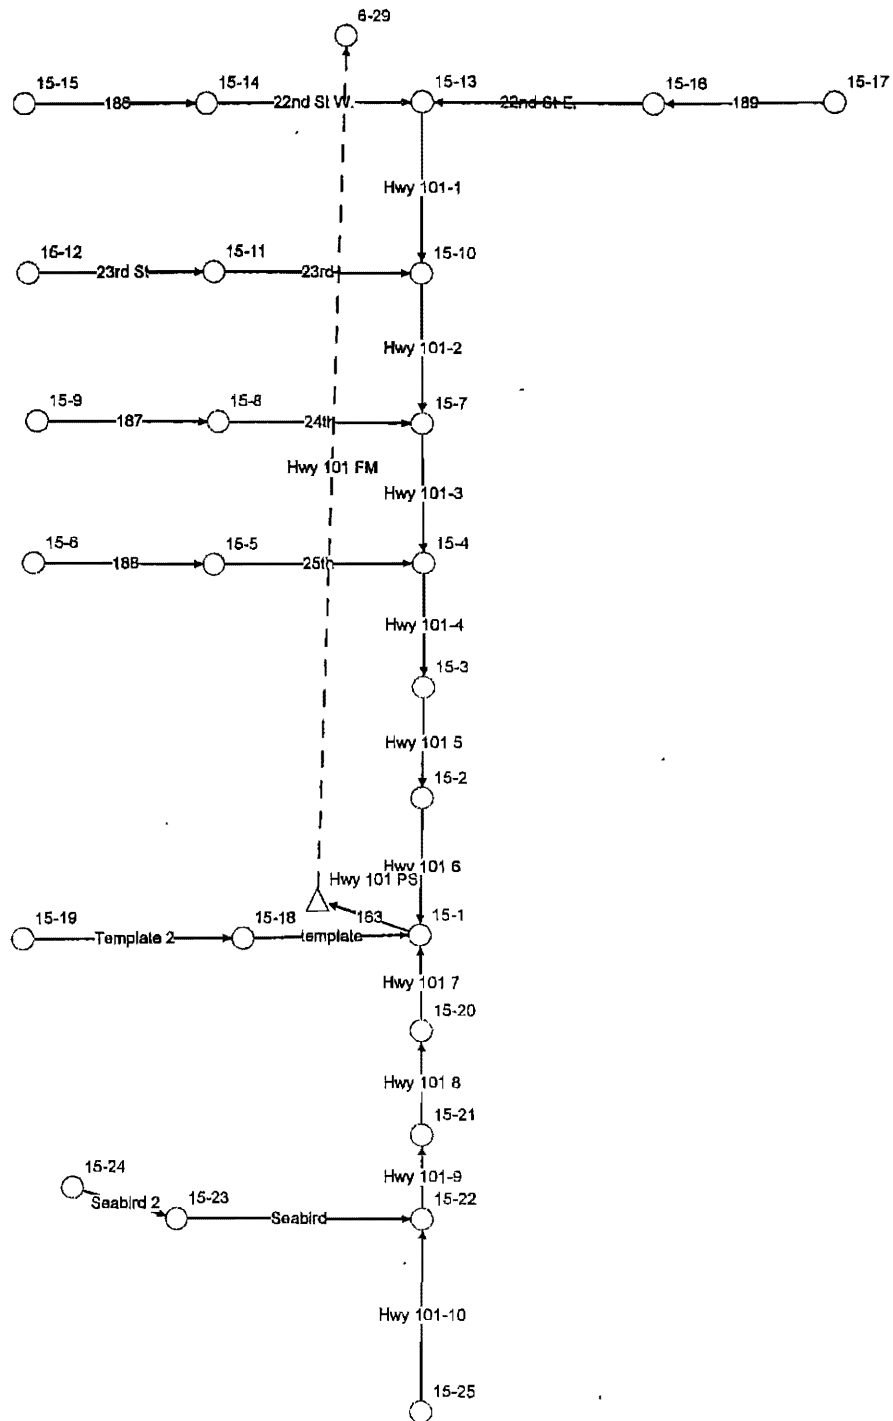 6-29
15-15
15-14
15-13
15-16
15-17
186
22nd St W.
22nd St E.
189
Hwy 101-1
15-12
15-11
15-10
23rd St
23rd
Hwy 101-2
15-9
15-8
15-7
187
24th
Hwy 101 FM
Hwy 101-3
15-6
15-5
15-4
188
25th
Hwy 101-4
15-3
Hwy 101 5
15-2
Hwy 101 6
Hwy 101 PS
15-19
15-18
163
15-1
Template 2
template
Hwy 101 7
15-20
Hwy 101 8
15-21
15-24
Hwy 101-9
Seabird 2
15-23
15-22
Seabird
Hwy 101-10
15-25